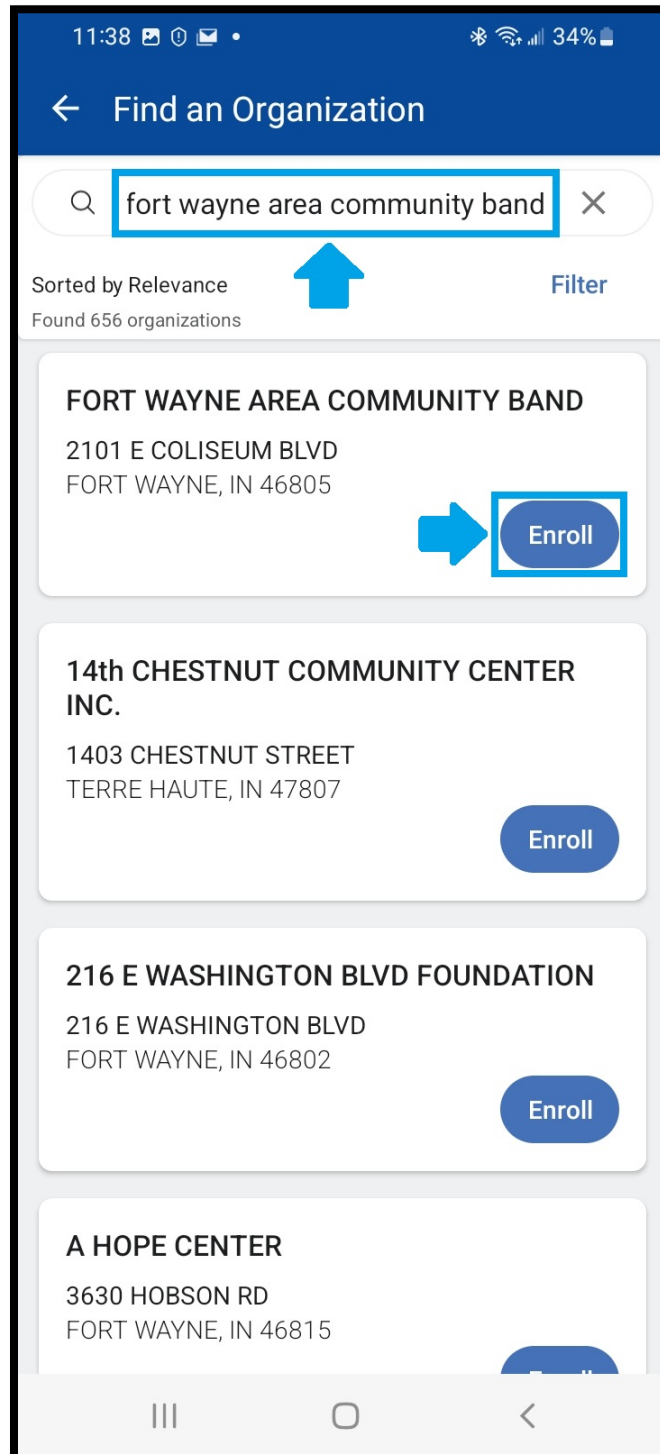 11:38 34%
Find an Organization
fort wayne area community band
Sorted by Relevance Filter
Found 656 organizations
FORT WAYNE AREA COMMUNITY BAND
2101 E COLISEUM BLVD
FORT WAYNE, IN 46805
Enroll
14th CHESTNUT COMMUNITY CENTER
INC.
1403 CHESTNUT STREET
TERRE HAUTE, IN 47807
Enroll
216 E WASHINGTON BLVD FOUNDATION
216 E WASHINGTON BLVD
FORT WAYNE, IN 46802
Enroll
A HOPE CENTER
3630 HOBSON RD
FORT WAYNE, IN 46815